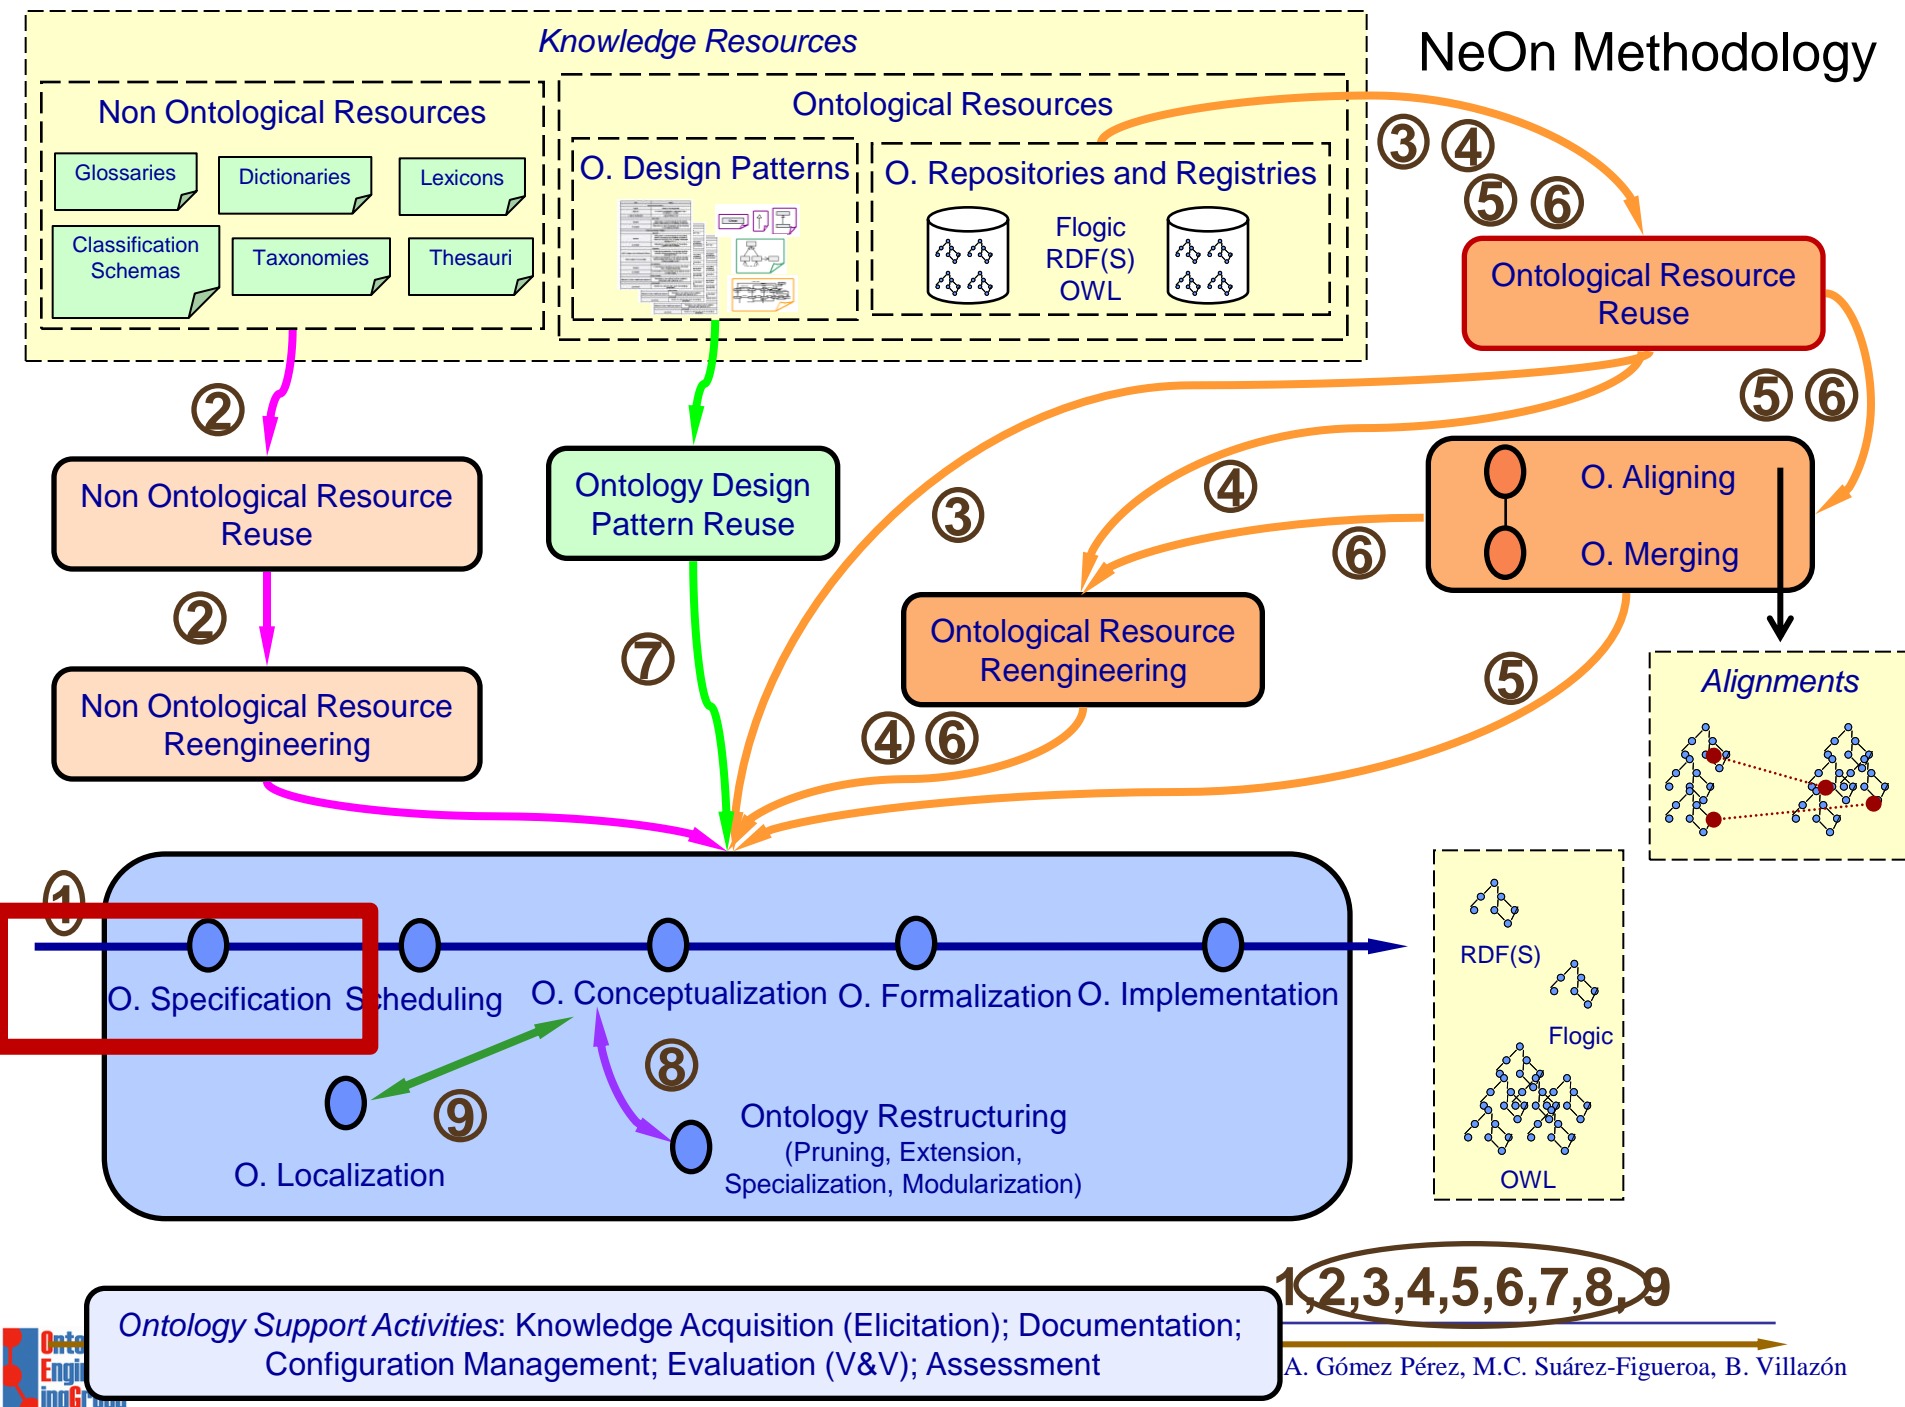 NeOn Methodology
Knowledge Resources
Non Ontological Resources
Glossaries
Dictionaries
Lexicons
Classification
Schemas
Taxonomies
Thesauri
Ontological Resources
O. Design Patterns
O. Repositories and Registries
Flogic
RDF(S)
OWL
3 4
5 6
Ontological Resource
Reuse
2
5 6
Non Ontological Resource
Reuse
Ontology Design
Pattern Reuse
3
4
6
O. Aligning
O. Merging
2
7
Ontological Resource
Reengineering
5
Alignments
Non Ontological Resource
Reengineering
4 6
1
O. Specification
Scheduling
O. Conceptualization
O. Formalization
O. Implementation
RDF(S)
Flogic
OWL
8
9
O. Localization
Ontology Restructuring
(Pruning, Extension,
Specialization, Modularization)
1,2,3,4,5,6,7,8, 9
Ontology Support Activities: Knowledge Acquisition (Elicitation); Documentation;
Configuration Management; Evaluation (V&V); Assessment
A. Gómez Pérez, M.C. Suárez-Figueroa, B. Villazón